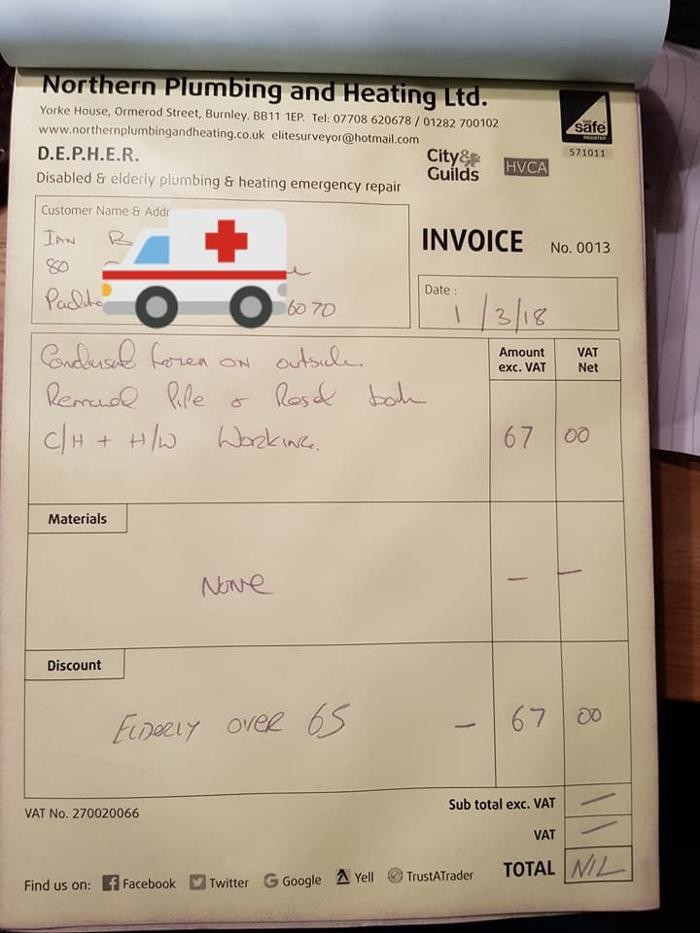 Northern Plumbing and Heating Ltd.
Yorke House, Ormerod Street, Burnley. BB11 1EP. Tel: 07708 620678 / 01282 700102
www.northernplumbingandheating.co.uk elitesurveyor@hotmail.com
D.E.P.H.E.R.
Disabled & elderly plumbing & heating emergency repair
City& Guilds
HVCA
safe
REGISTER
571011
Customer Name & Addr
INN B
80
60 70
INVOICE No. 0013
Date :
1/3/18
Amount exc. VAT
VAT Net
frozen ON outside.
Pipe &
C/H + H/W Working.
67 00
Materials
NONE
— —
Discount
ELDERLY OVER 65
— 67 00
VAT No. 270020066
Sub total exc. VAT —
VAT —
TOTAL NIL
Find us on: Facebook Twitter Google Yell TrustATrader